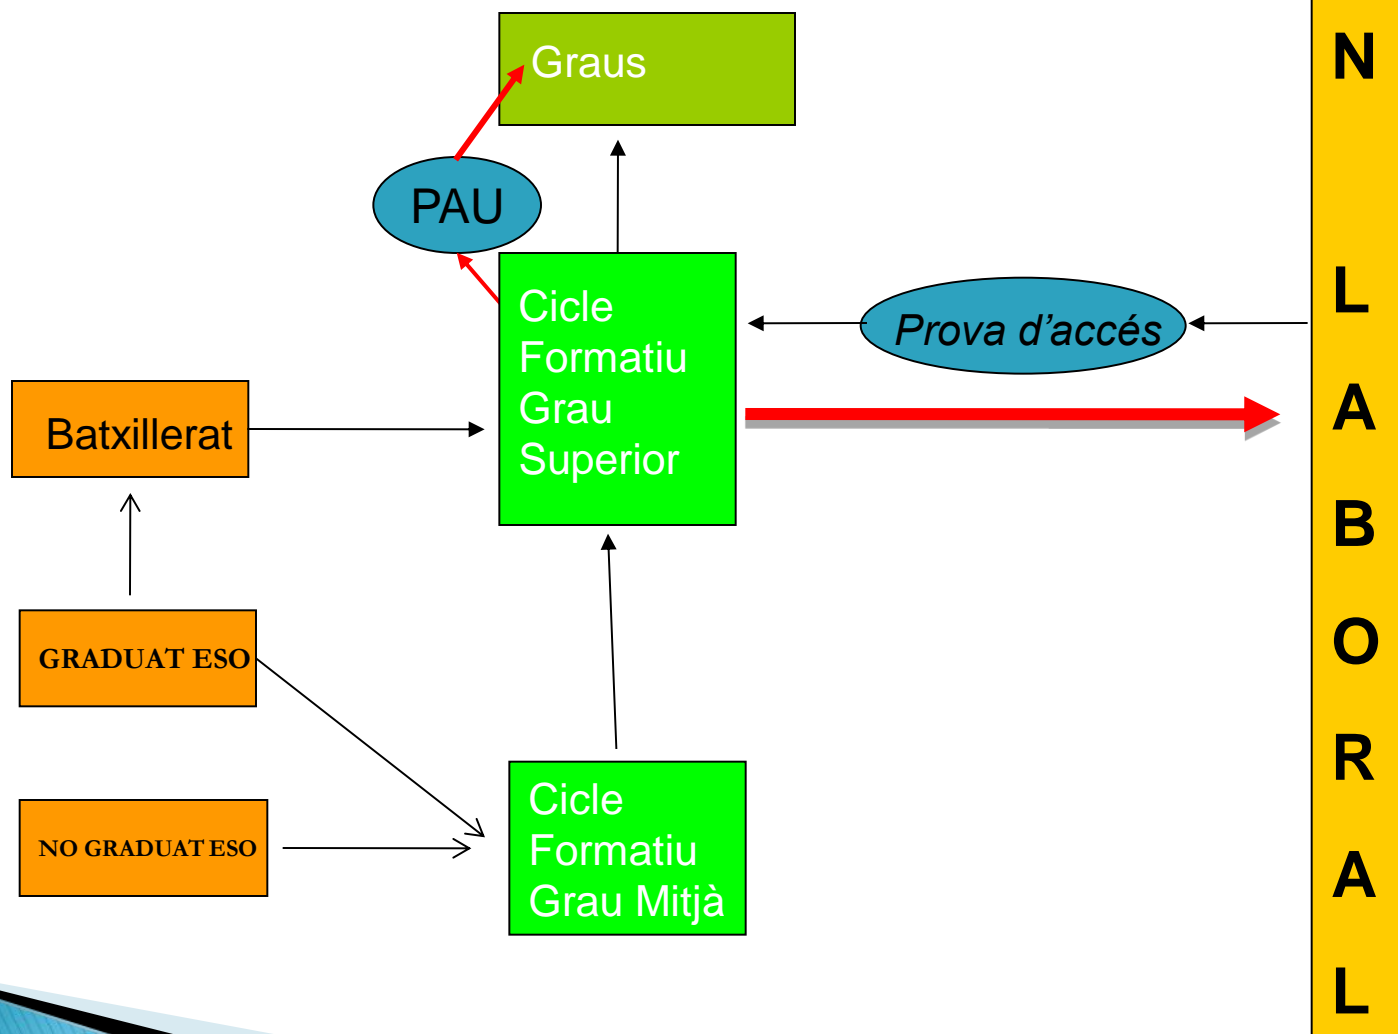 Graus
PAU
Cicle
Formatiu
Grau
Superior
Prova d’accés
Batxillerat
GRADUAT ESO
NO GRADUAT ESO
Cicle
Formatiu
Grau Mitjà
N
L
A
B
O
R
A
L